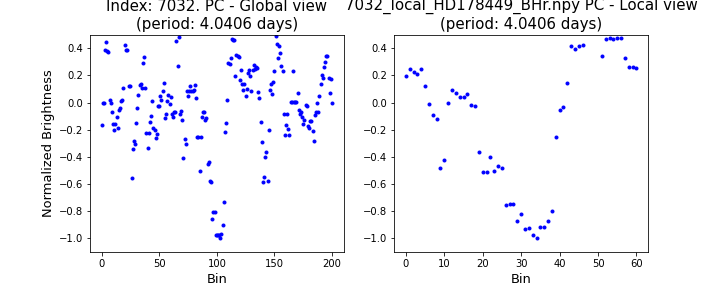 Index: 7032. PC - Global view
(period: 4.0406 days)
7032_local_HD178449_BHr.npy PC - Local view
(period: 4.0406 days)
Normalized Brightness
0.4
0.2
0.0
−0.2
−0.4
−0.6
−0.8
−1.0
0 50 100 150 200
Bin
0.4
0.2
0.0
−0.2
−0.4
−0.6
−0.8
−1.0
0 10 20 30 40 50 60
Bin